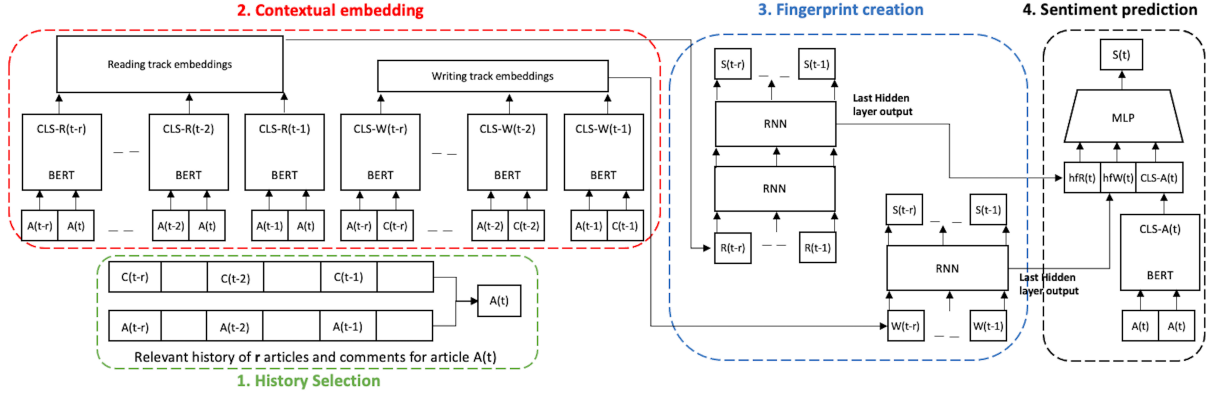 2. Contextual embedding
Reading track embeddings
Writing track embeddings
CLS-R(t-r)
CLS-R(t-2)
CLS-R(t-1)
CLS-W(t-r)
CLS-W(t-2)
CLS-W(t-1)
BERT
BERT
BERT
BERT
BERT
BERT
A(t-r) A(t)
A(t-2) A(t)
A(t-1) A(t)
A(t-r) C(t-r)
A(t-2) C(t-2)
A(t-1) C(t-1)
C(t-r) C(t-2) C(t-1)
A(t)
A(t-r) A(t-2) A(t-1)
Relevant history of r articles and comments for article A(t)
1. History Selection
3. Fingerprint creation
S(t-r) S(t-1)
RNN
RNN
R(t-r) R(t-1)
Last Hidden
layer output
S(t-r) S(t-1)
RNN
W(t-r) W(t-1)
Last Hidden
layer output
4. Sentiment prediction
S(t)
MLP
hfR(t) hfW(t) CLS-A(t)
CLS-A(t)
BERT
A(t) A(t)